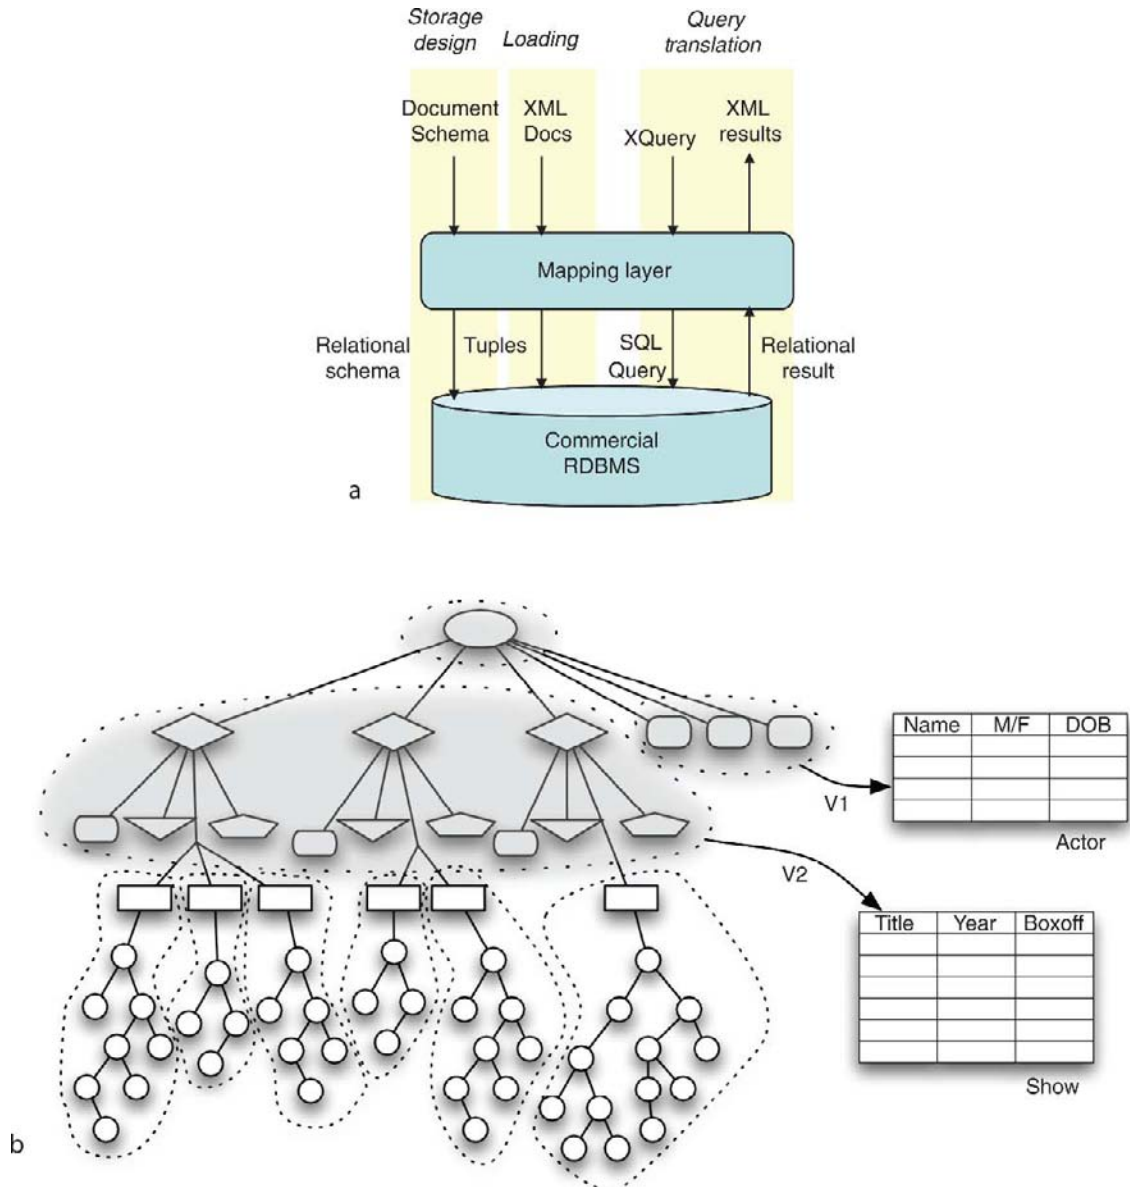 Storage
design
Loading
Query
translation
Document
Schema
XML
Docs
XQuery
XML
results
Mapping layer
Relational
schema
Tuples
SQL
Query
Relational
result
Commercial
RDBMS
a
Name M/F DOB
V1
Actor
V2
Title Year Boxoff
Show
b